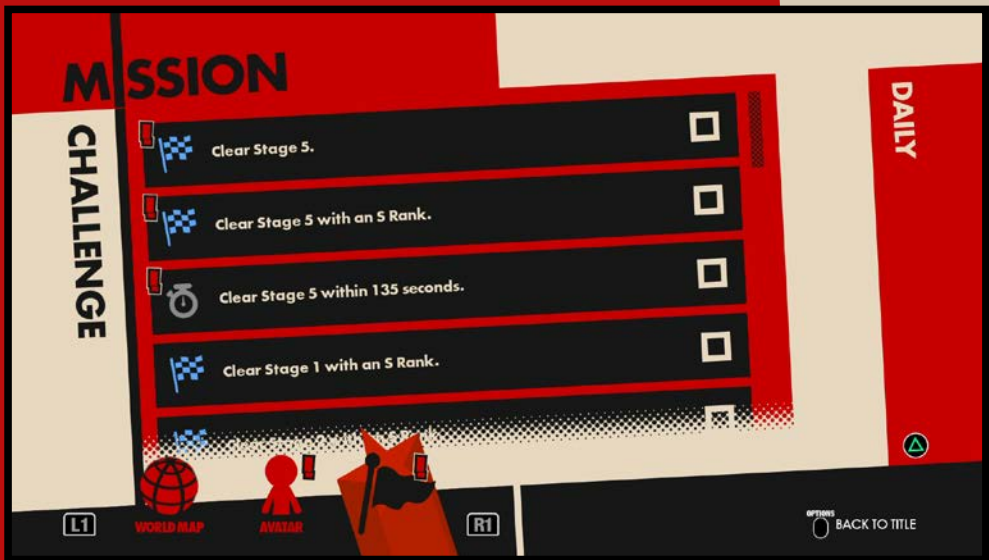 MISSION
CHALLENGE
DAILY
Clear Stage 5.
Clear Stage 5 with an S Rank.
Clear Stage 5 within 135 seconds.
Clear Stage 1 with an S Rank.
L1
WORLD MAP
AVATAR
R1
OPTIONS
BACK TO TITLE